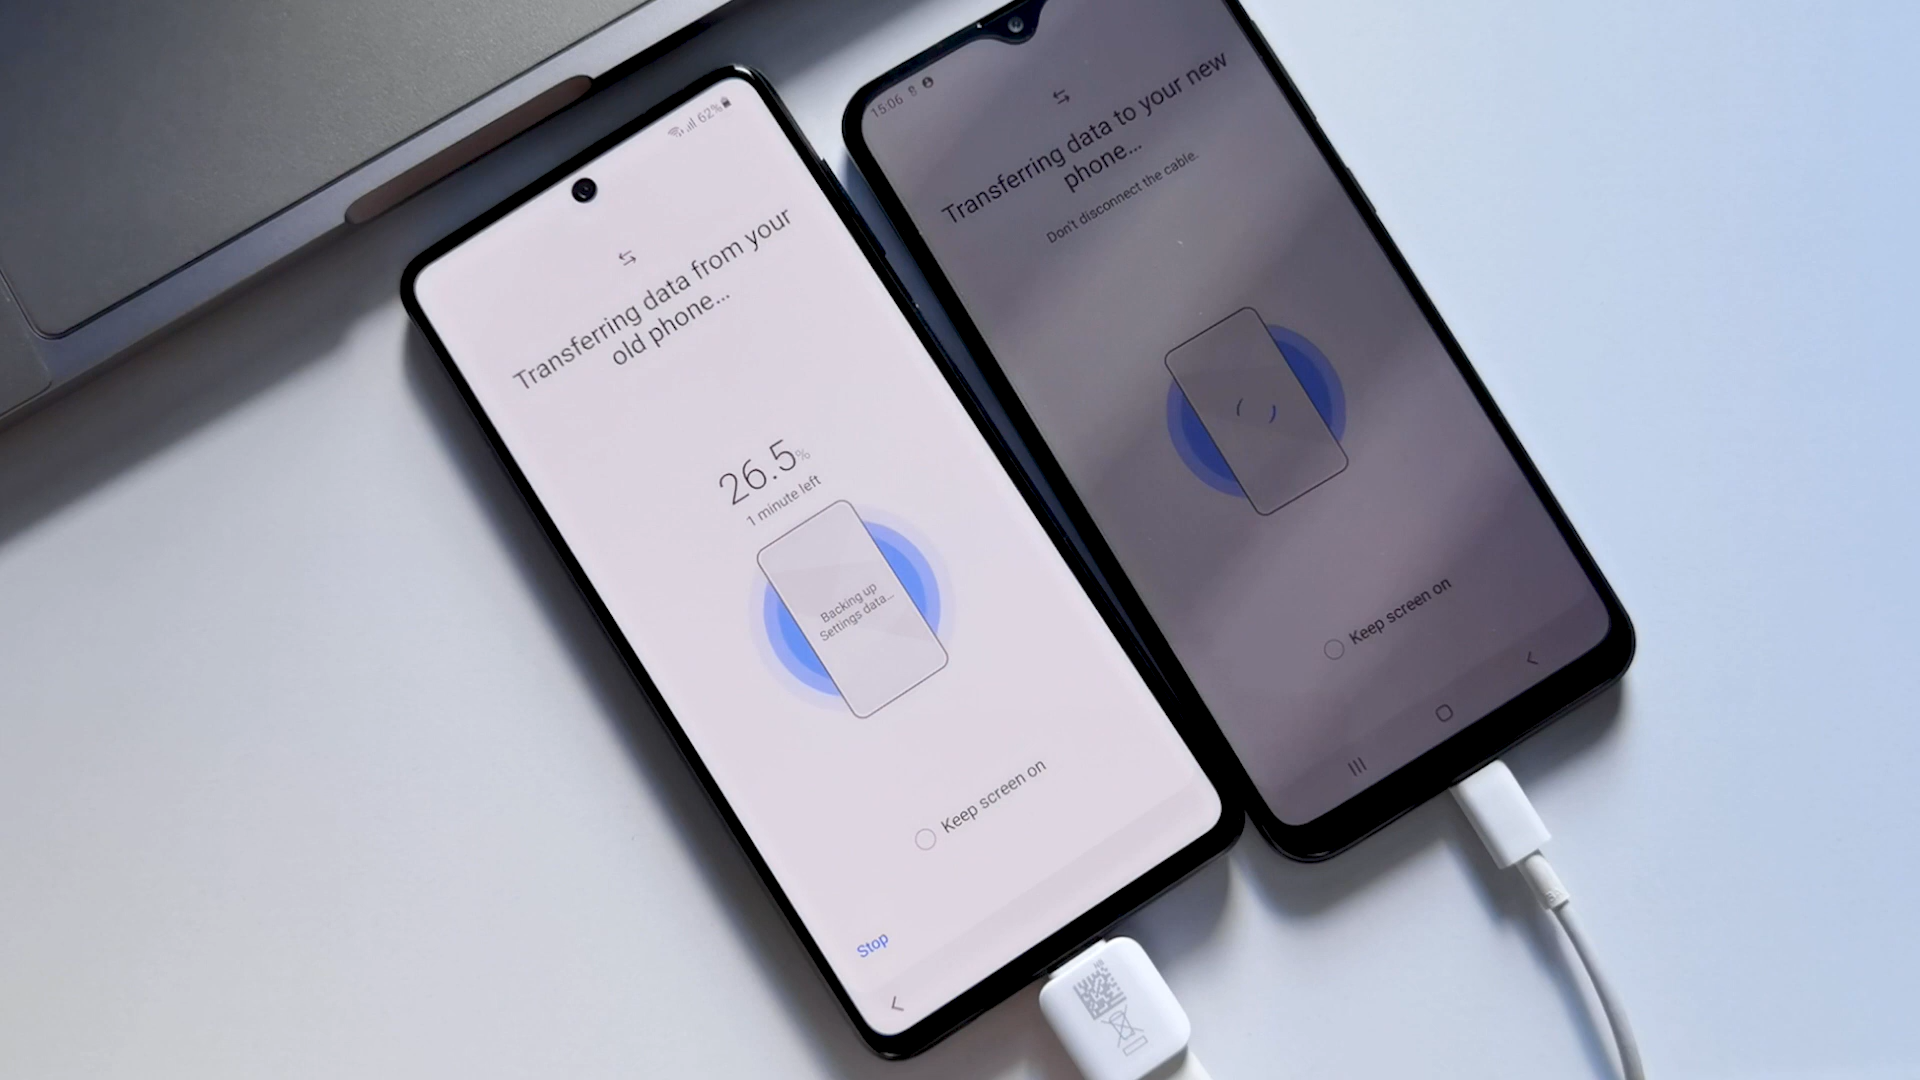 62%
Transferring data from your
old phone...
26.5%
1 minute left
Backing up
Settings data...
Keep screen on
Stop
15:06
Transferring data to your new
phone...
Don't disconnect the cable.
Keep screen on